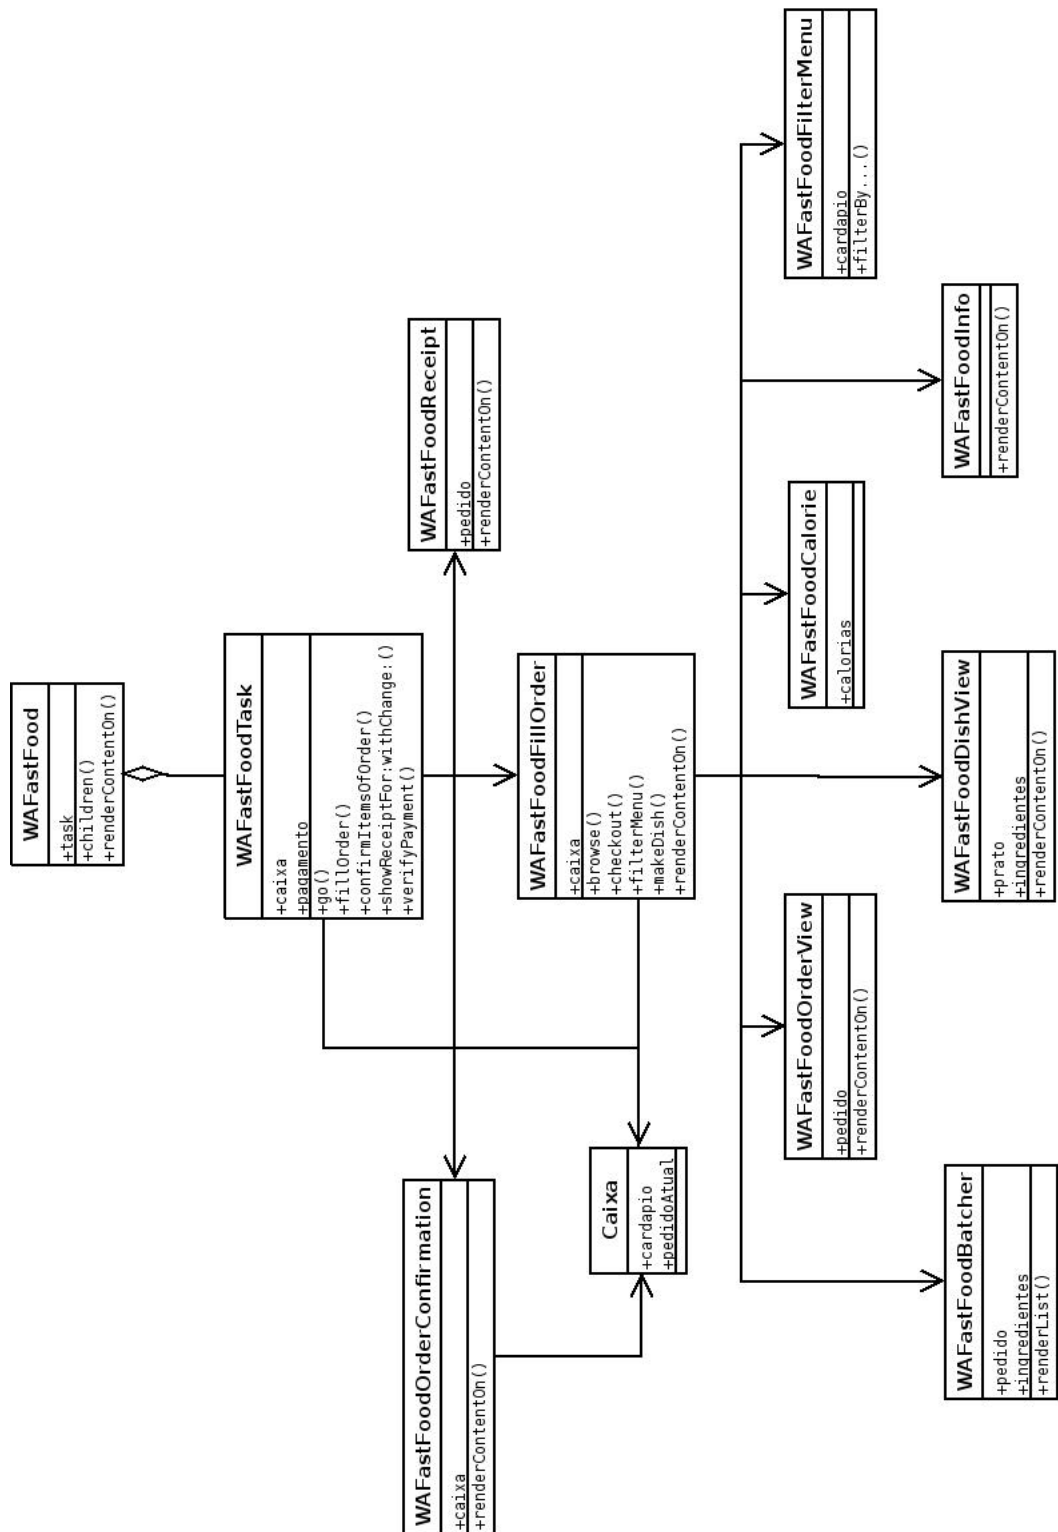 WAFastFood
+task
+children()
+renderContentOn()
WAFastFoodTask
+caixa
+pagamento
+go()
+fillOrder()
+confirmItemsOfOrder()
+showReceiptFor:withChange:()
+verifyPayment()
WAFastFoodOrderConfirmation
+caixa
+renderContentOn()
WAFastFoodReceipt
+pedido
+renderContentOn()
WAFastFoodFillOrder
+caixa
+browse()
+checkout()
+filterMenu()
+makeDish()
+renderContentOn()
Caixa
+cardapio
+pedidoAtual
WAFastFoodOrderView
+pedido
+renderContentOn()
WAFastFoodCalorie
+calorias
WAFastFoodFilterMenu
+cardapio
+filterBy...()
WAFastFoodBatcher
+pedido
+ingredientes
+renderList()
WAFastFoodDishView
+prato
+ingredientes
+renderContentOn()
WAFastFoodInfo
+renderContentOn()